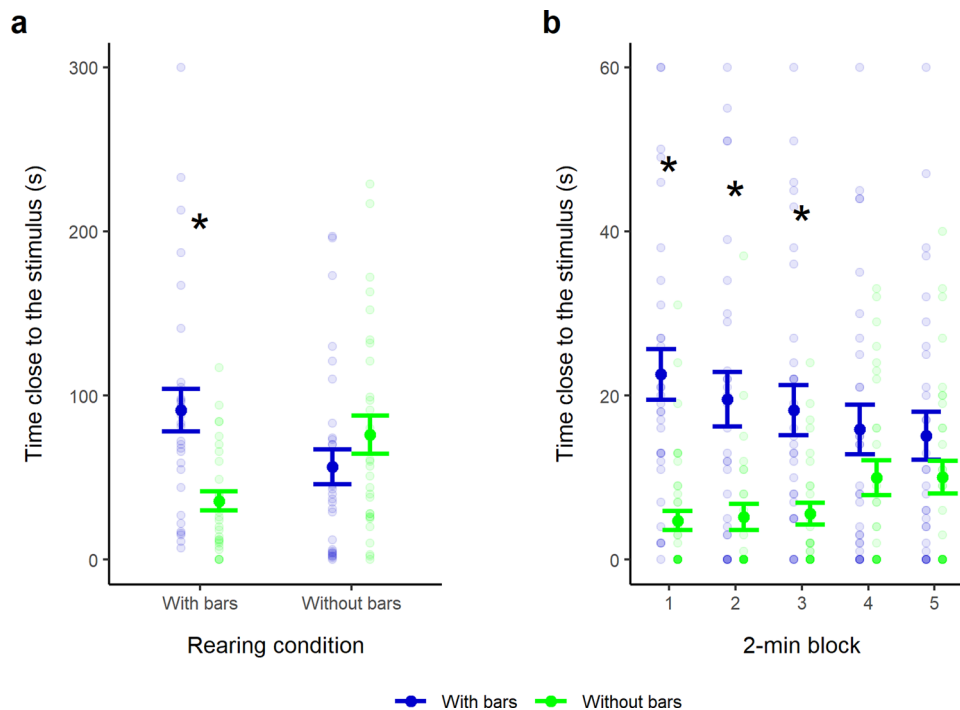 a
300
200
100
0
Time close to the stimulus (s)
*
With bars
Without bars
Rearing condition
b
60
40
20
0
Time close to the stimulus (s)
*
*
*
1
2
3
4
5
2-min block
With bars
Without bars